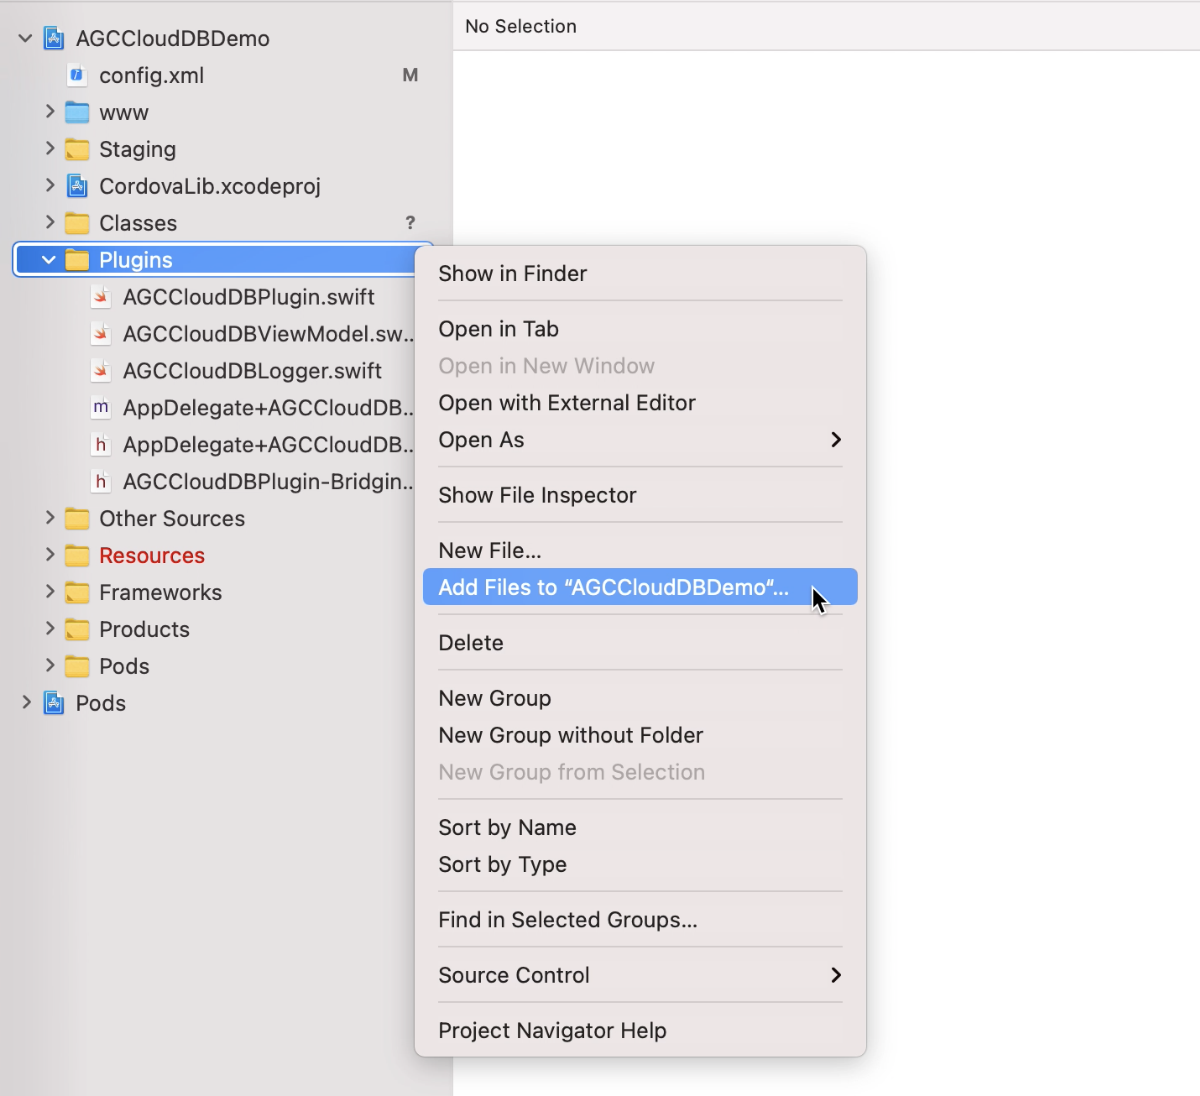 No Selection
AGCCloudDBDemo
config.xml M
www
Staging
CordovaLib.xcodeproj
Classes ?
Plugins
AGCCloudDBPlugin.swift
AGCCloudDBViewModel.sw...
AGCCloudDBLogger.swift
m AppDelegate+AGCCloudDB...
h AppDelegate+AGCCloudDB...
h AGCCloudDBPlugin-Bridgin...
Other Sources
Resources
Frameworks
Products
Pods
Pods
Show in Finder
Open in Tab
Open in New Window
Open with External Editor
Open As
Show File Inspector
New File...
Add Files to “AGCCloudDBDemo“...
Delete
New Group
New Group without Folder
New Group from Selection
Sort by Name
Sort by Type
Find in Selected Groups...
Source Control
Project Navigator Help